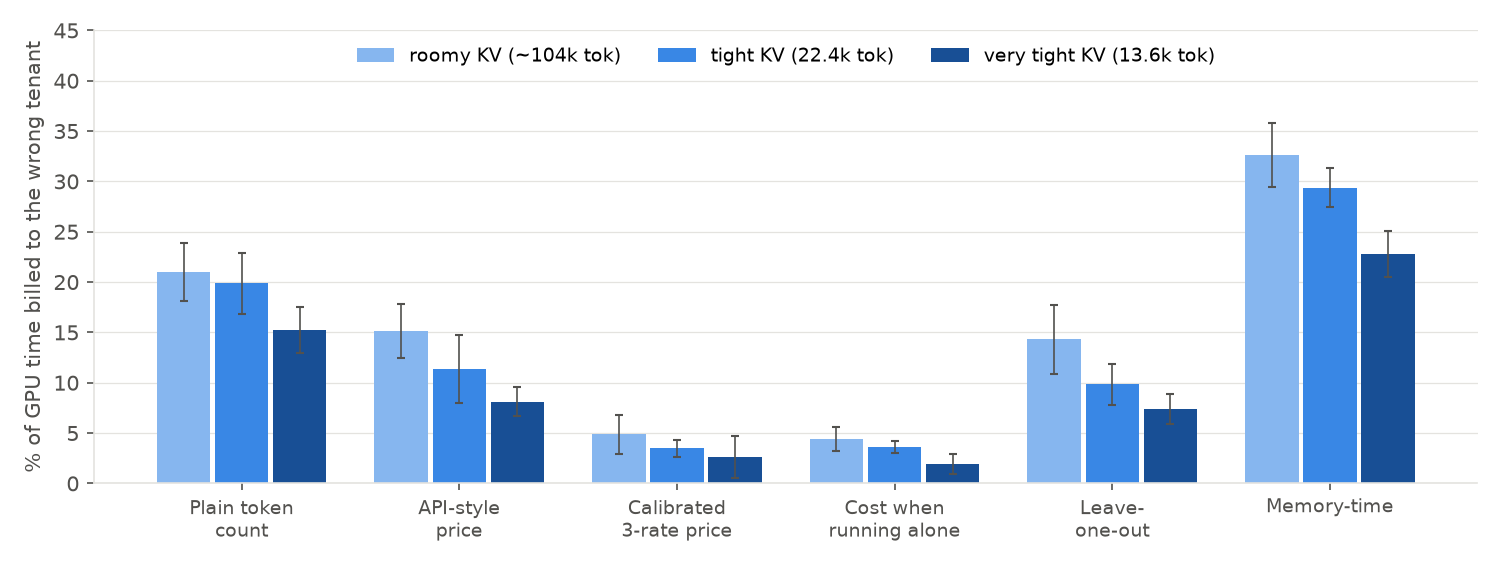 % of GPU time billed to the wrong tenant
45
40
35
30
25
20
15
10
5
0
roomy KV (~104k tok)
tight KV (22.4k tok)
very tight KV (13.6k tok)
Plain token
count
API-style
price
Calibrated
3-rate price
Cost when
running alone
Leave-
one-out
Memory-time